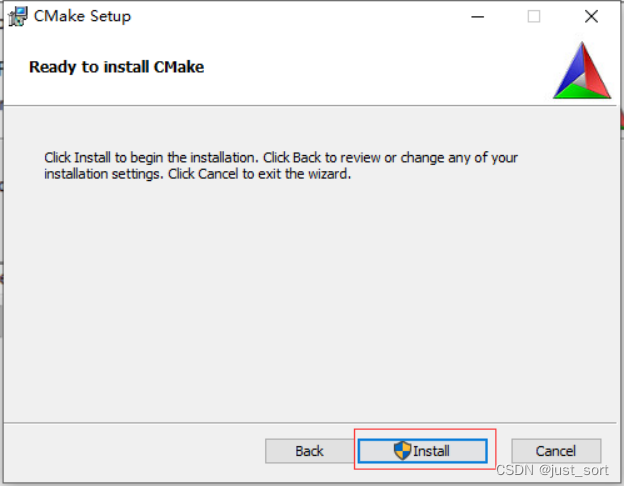 CMake Setup
Ready to install CMake
Click Install to begin the installation. Click Back to review or change any of your
installation settings. Click Cancel to exit the wizard.
Back
Install
Cancel
CSDN @just_sort